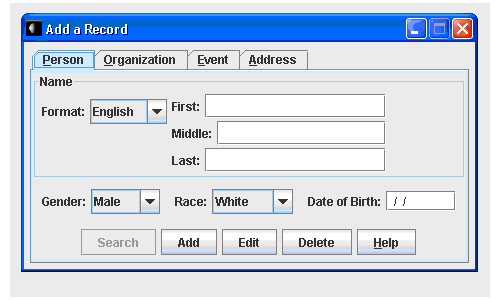 Add a Record
Person Organization Event Address
Name
Format: English First:
Middle:
Last:
Gender: Male Race: White Date of Birth: / /
Search Add Edit Delete Help